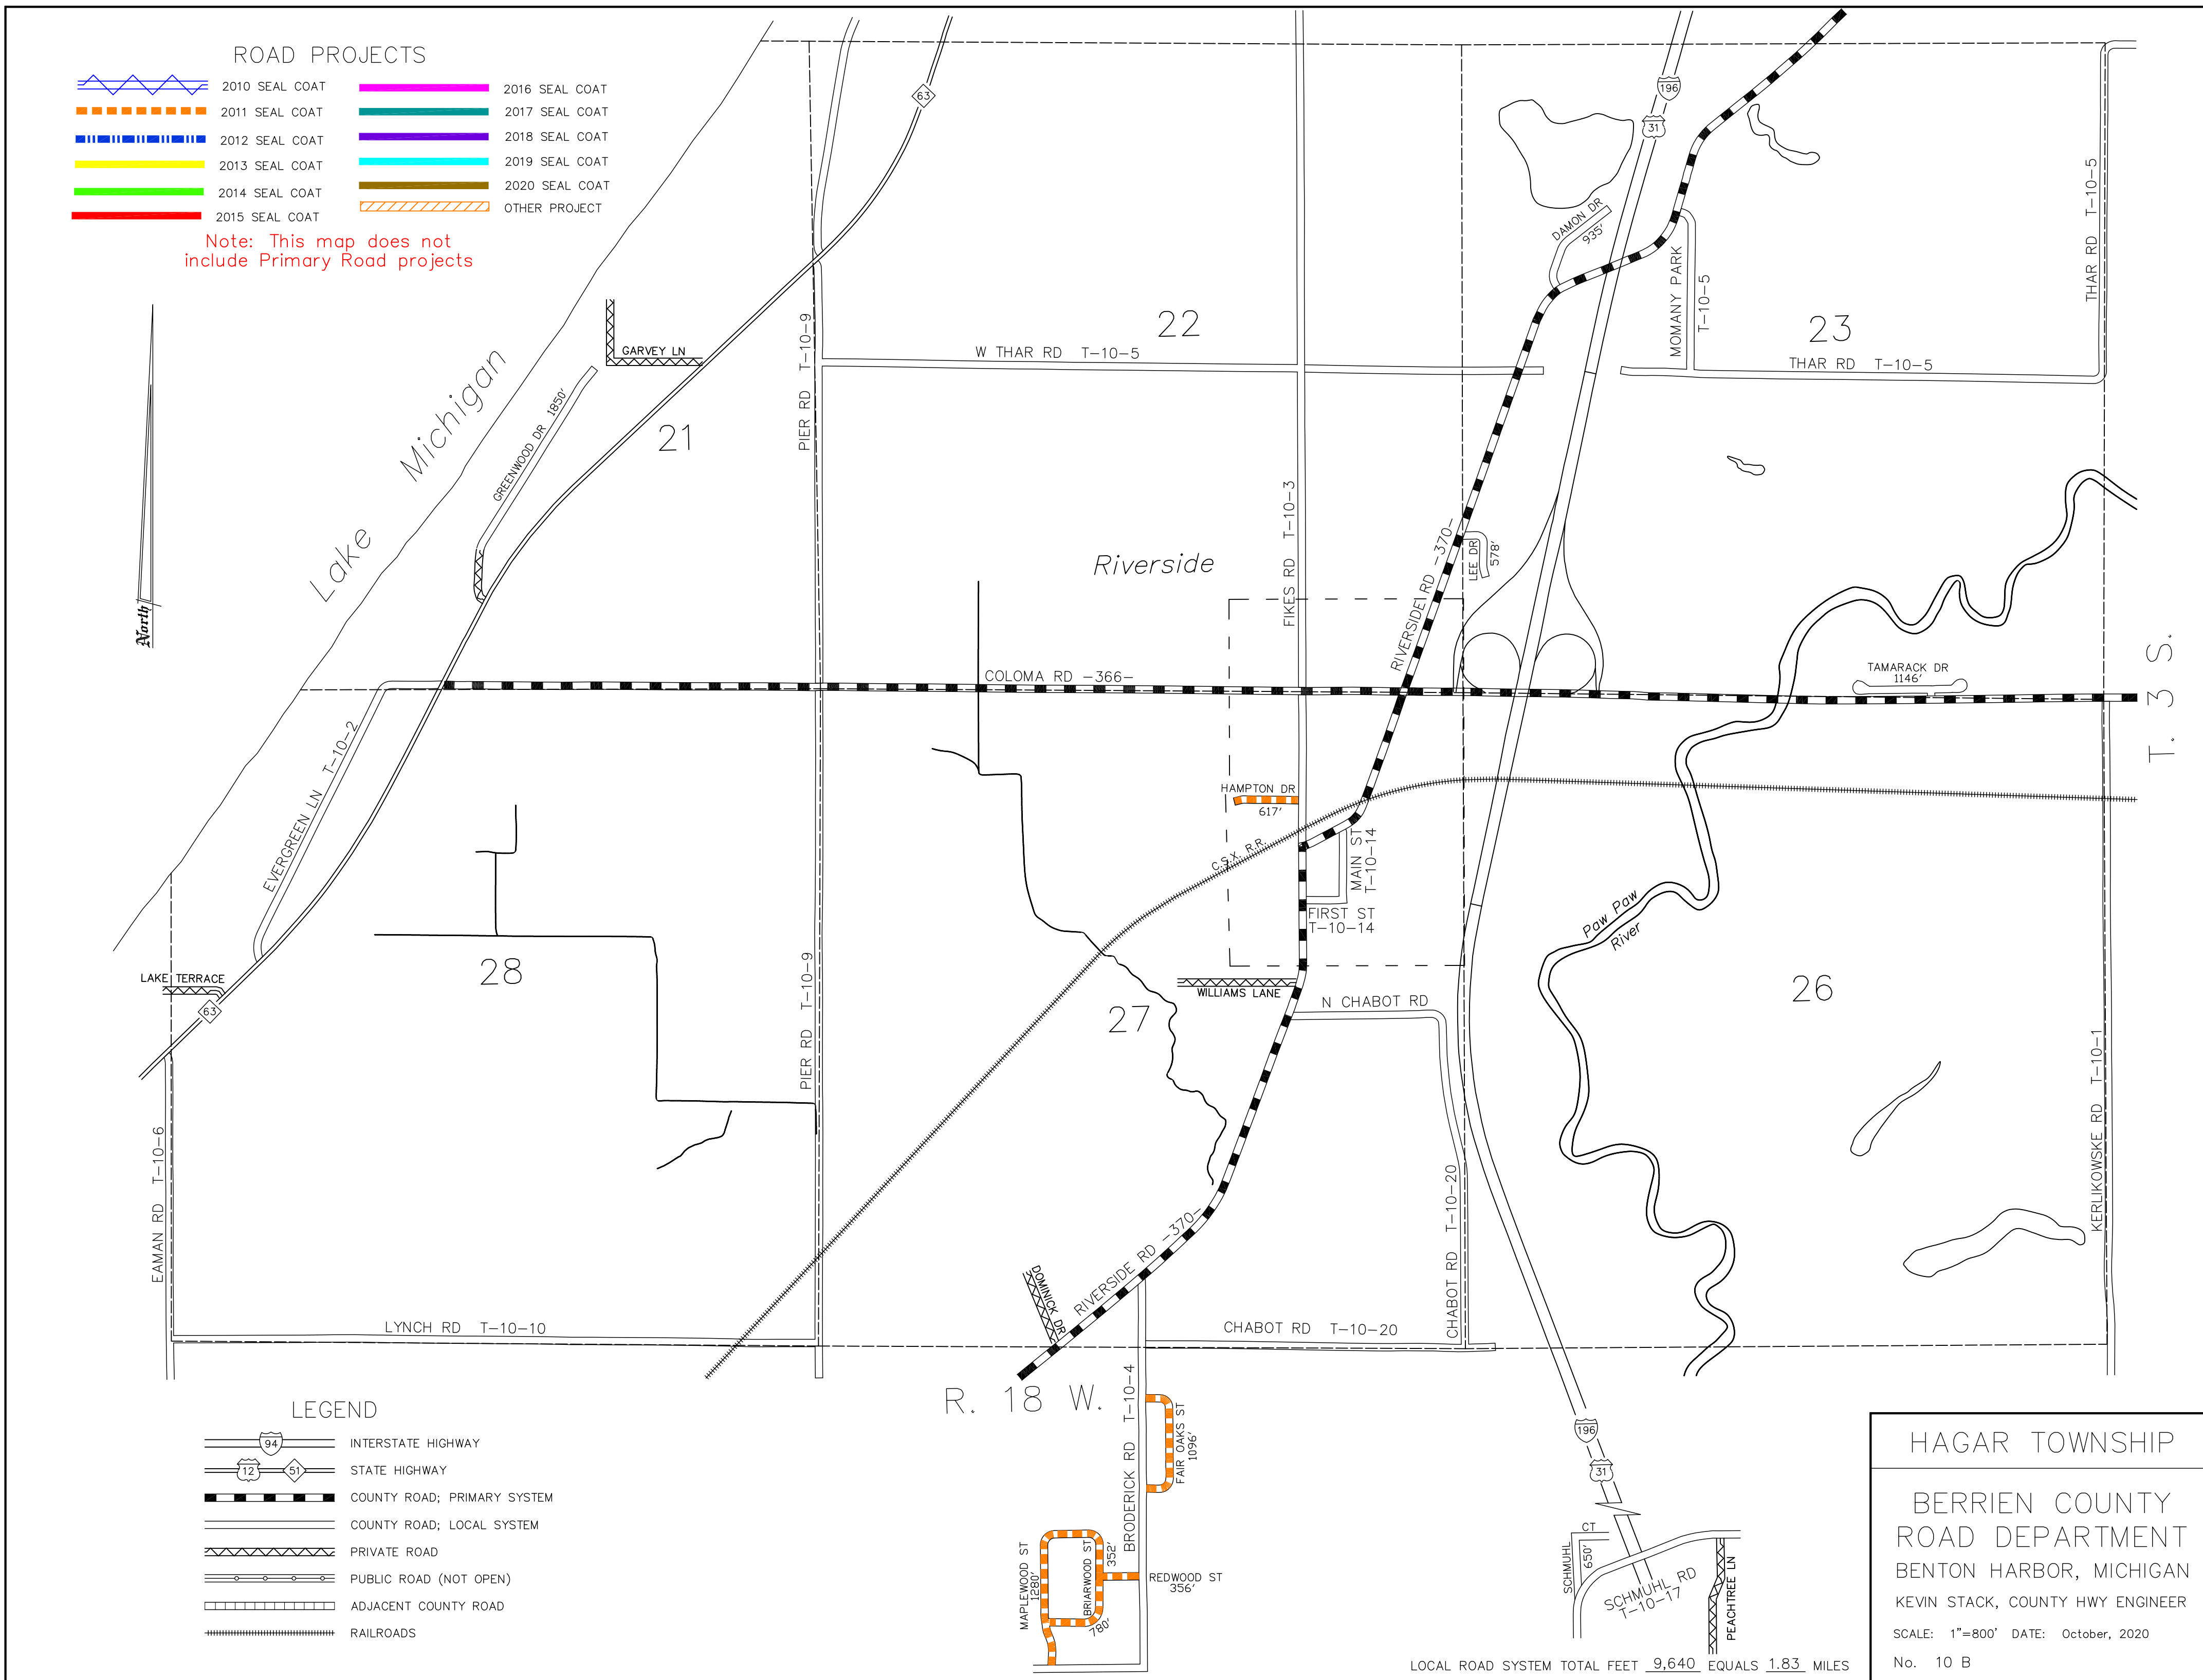 ROAD PROJECTS
2010 SEAL COAT
2011 SEAL COAT
2012 SEAL COAT
2013 SEAL COAT
2014 SEAL COAT
2015 SEAL COAT
2016 SEAL COAT
2017 SEAL COAT
2018 SEAL COAT
2019 SEAL COAT
2020 SEAL COAT
OTHER PROJECT
Note: This map does not
include Primary Road projects
North
Lake Michigan
63
196
31
DAMON DR
935'
MOMANY PARK
T-10-5
THAR RD T-10-5
22
23
GARVEY LN
PIER RD T-10-9
W THAR RD T-10-5
THAR RD T-10-5
GREENWOOD DR 1850'
21
FIKES RD T-10-3
Riverside
RIVERSIDE RD -370-
LEE DR
578'
COLOMA RD -366-
TAMARACK DR
1146'
T. 3 S.
EVERGREEN LN T-10-2
HAMPTON DR
617'
C.S.X. R.R.
MAIN ST
T-10-14
FIRST ST
T-10-14
Paw Paw
River
LAKE TERRACE
63
28
PIER RD T-10-9
WILLIAMS LANE
27
N CHABOT RD
26
EAMAN RD T-10-6
KERLIKOWSKE RD T-10-1
CHABOT RD T-10-20
RIVERSIDE RD -370-
DOMINICK DR
LYNCH RD T-10-10
CHABOT RD T-10-20
R. 18 W.
BRODERICK RD T-10-4
FAIR OAKS ST
1096'
MAPLEWOOD ST
1280'
BRIARWOOD ST
352'
780'
REDWOOD ST
356'
196
31
SCHMUHL
CT
650'
SCHMUHL RD
T-10-17
PEACHTREE LN
LEGEND
94
INTERSTATE HIGHWAY
12
51
STATE HIGHWAY
COUNTY ROAD; PRIMARY SYSTEM
COUNTY ROAD; LOCAL SYSTEM
PRIVATE ROAD
PUBLIC ROAD (NOT OPEN)
ADJACENT COUNTY ROAD
RAILROADS
LOCAL ROAD SYSTEM TOTAL FEET 9,640 EQUALS 1.83 MILES
HAGAR TOWNSHIP
BERRIEN COUNTY
ROAD DEPARTMENT
BENTON HARBOR, MICHIGAN
KEVIN STACK, COUNTY HWY ENGINEER
SCALE: 1"=800' DATE: October, 2020
No. 10 B